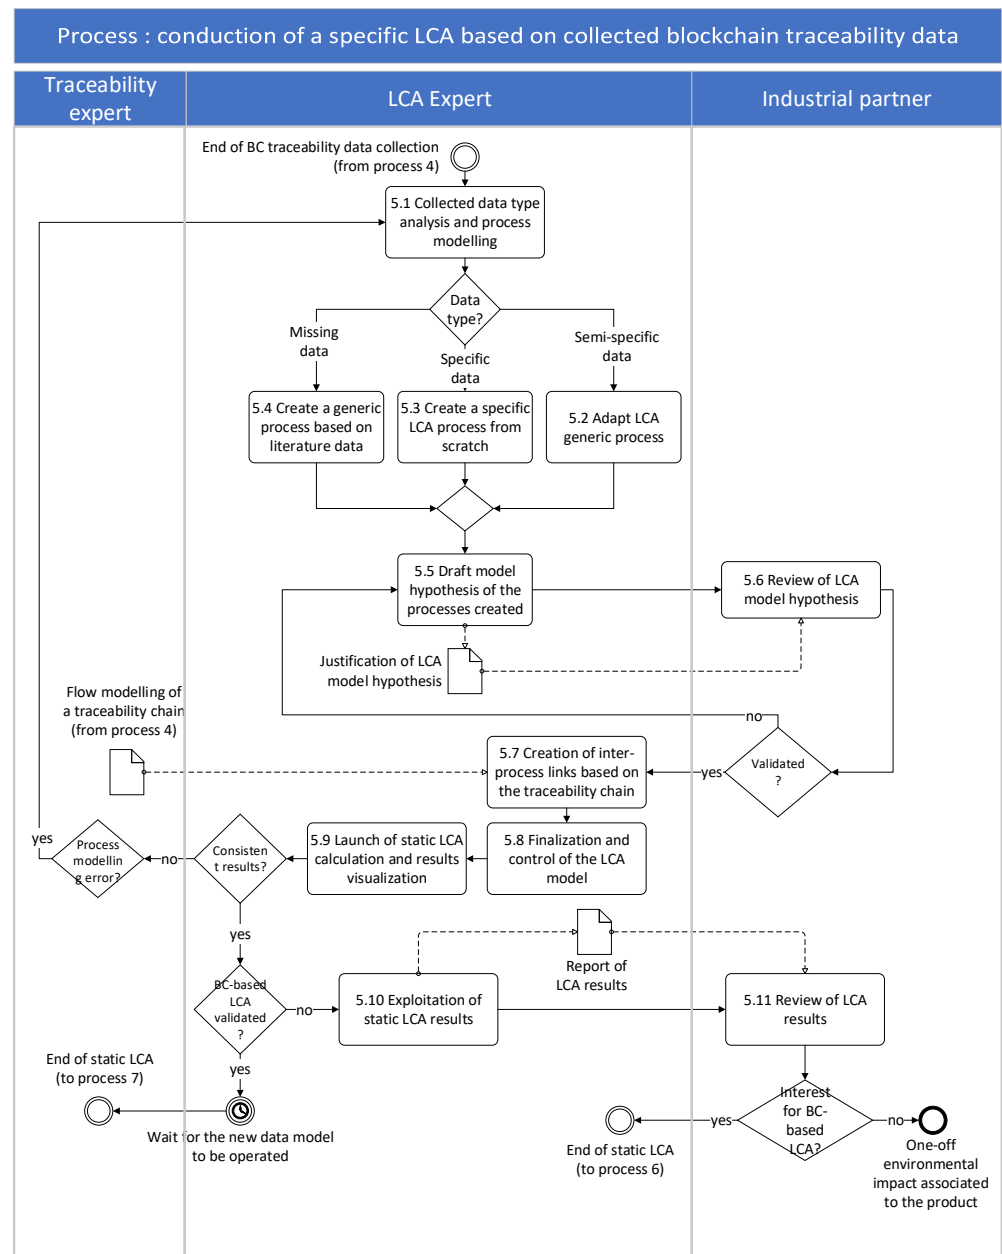 Process : conduction of a specific LCA based on collected blockchain traceability data
Traceability
expert
LCA Expert
Industrial partner
End of BC traceability data collection
(from process 4)
5.1 Collected data type
analysis and process
modelling
Data
type?
Missing
data
Specific
data
Semi-specific
data
5.4 Create a generic
process based on
literature data
5.3 Create a specific
LCA process from
scratch
5.2 Adapt LCA
generic process
5.5 Draft model
hypothesis of the
processes created
5.6 Review of LCA
model hypothesis
Justification of LCA
model hypothesis
Flow modelling of
a traceability chain
(from process 4)
no
5.7 Creation of inter-
process links based on
the traceability chain
yes
Validated
?
yes
Process
modellin
g error?
no
Consisten
t results?
5.9 Launch of static LCA
calculation and results
visualization
5.8 Finalization and
control of the LCA
model
yes
Report of
LCA results
BC-based
LCA
validated
?
no
5.10 Exploitation of
static LCA results
5.11 Review of LCA
results
End of static LCA
(to process 7)
yes
Wait for the new data model
to be operated
yes
Interest
for BC-
based
LCA?
no
End of static LCA
(to process 6)
One-off
environmental
impact associated
to the product